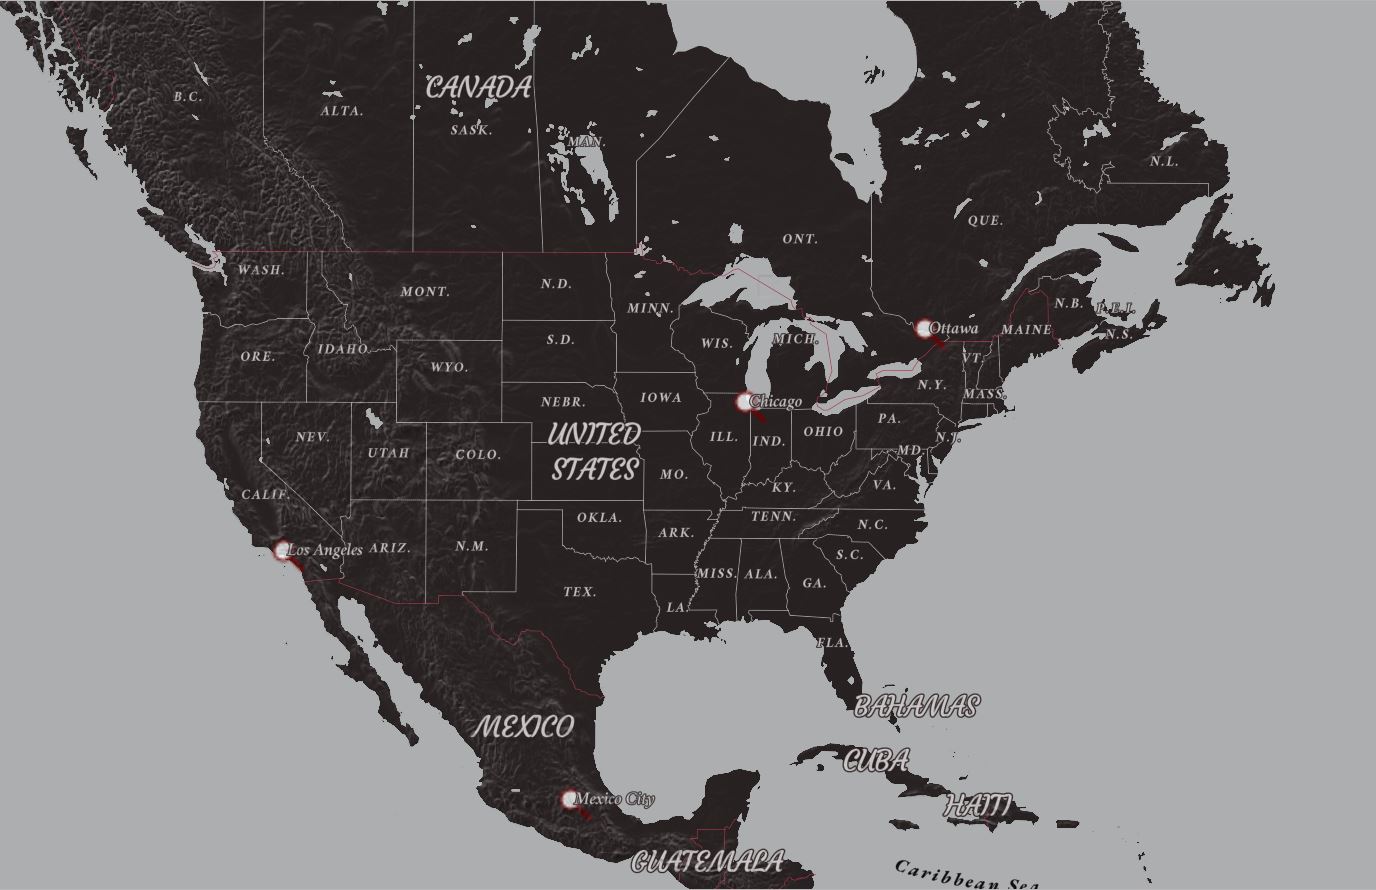 CANADA
B.C.
ALTA.
SASK.
MAN.
N.L.
QUE.
ONT.
WASH.
MONT.
N.D.
MINN.
N.B.
P.E.I.
N.S.
MAINE
Ottawa
ORE.
IDAHO
S.D.
WIS.
MICH.
VT.
WYO.
N.Y.
MASS.
NEBR.
IOWA
Chicago
PA.
NEV.
UTAH
COLO.
UNITED
STATES
ILL.
IND.
OHIO
N.J.
MD.
CALIF.
MO.
KY.
VA.
OKLA.
TENN.
N.C.
Los Angeles
ARIZ.
N.M.
ARK.
S.C.
TEX.
MISS.
ALA.
GA.
LA.
FLA.
BAHAMAS
MEXICO
CUBA
Mexico City
HAITI
GUATEMALA
Caribbean Sea